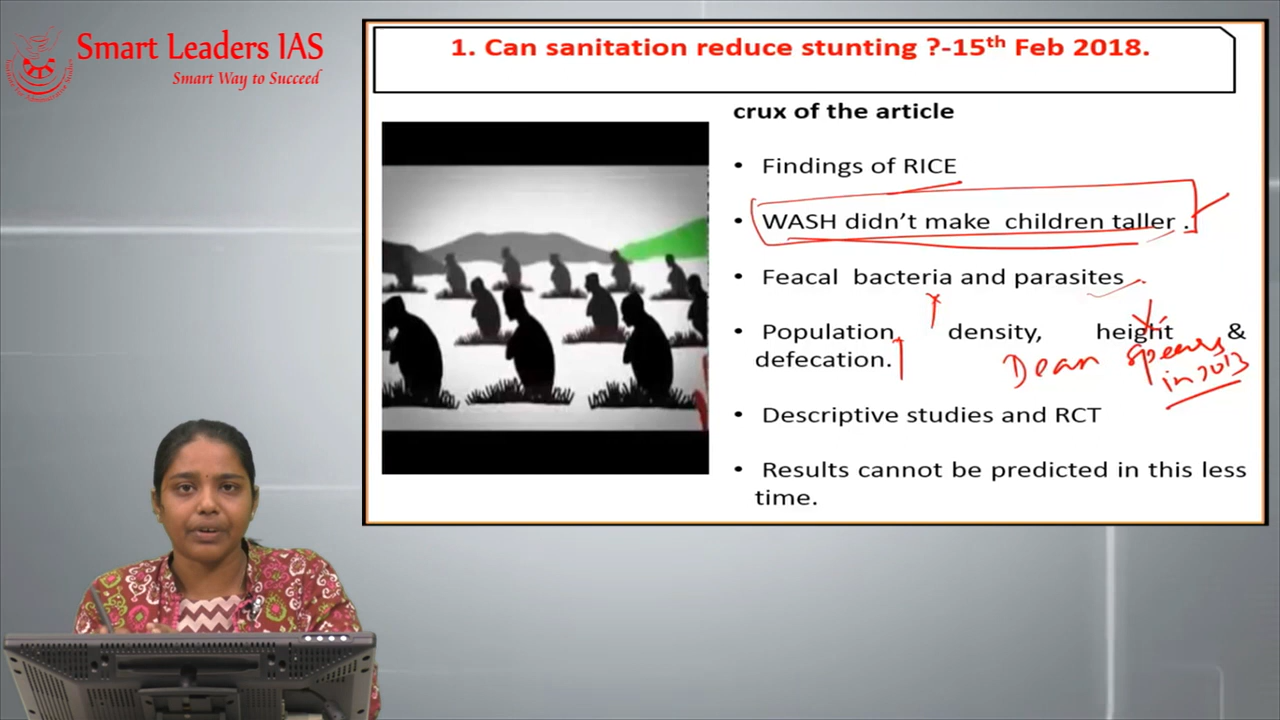 Smart Leaders IAS
Smart Way to Succeed
1. Can sanitation reduce stunting ?-15th Feb 2018.
crux of the article
• Findings of RICE
• WASH didn't make children taller .
• Feacal bacteria and parasites .
• Population, density, height &
defecation.
Dean Spears
in 2013
• Descriptive studies and RCT
• Results cannot be predicted in this less
time.